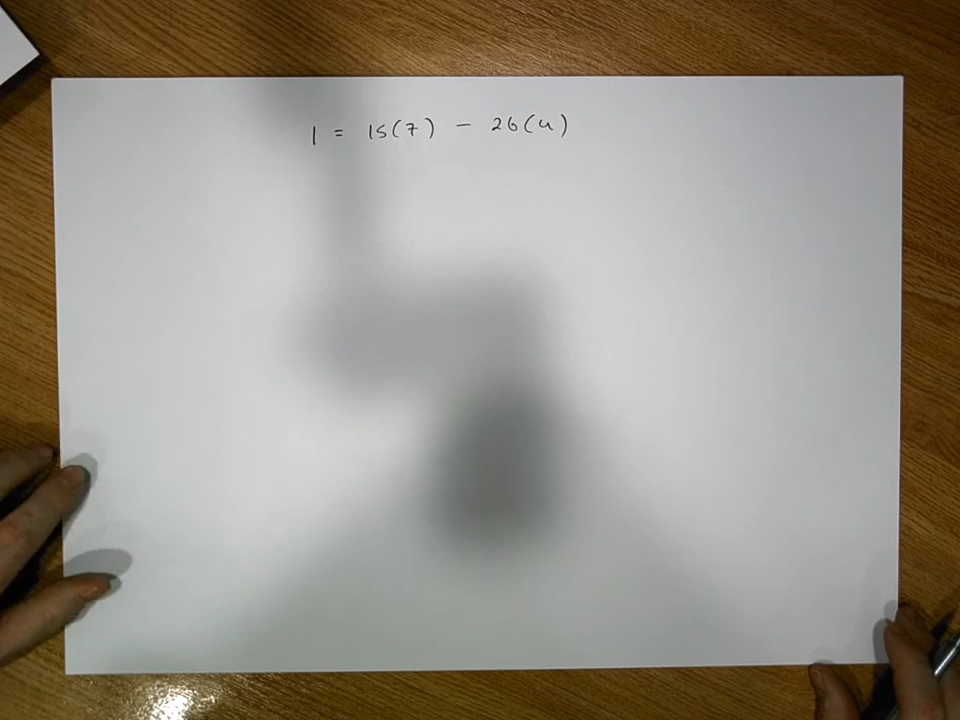 1 = 15(7) - 26(4)